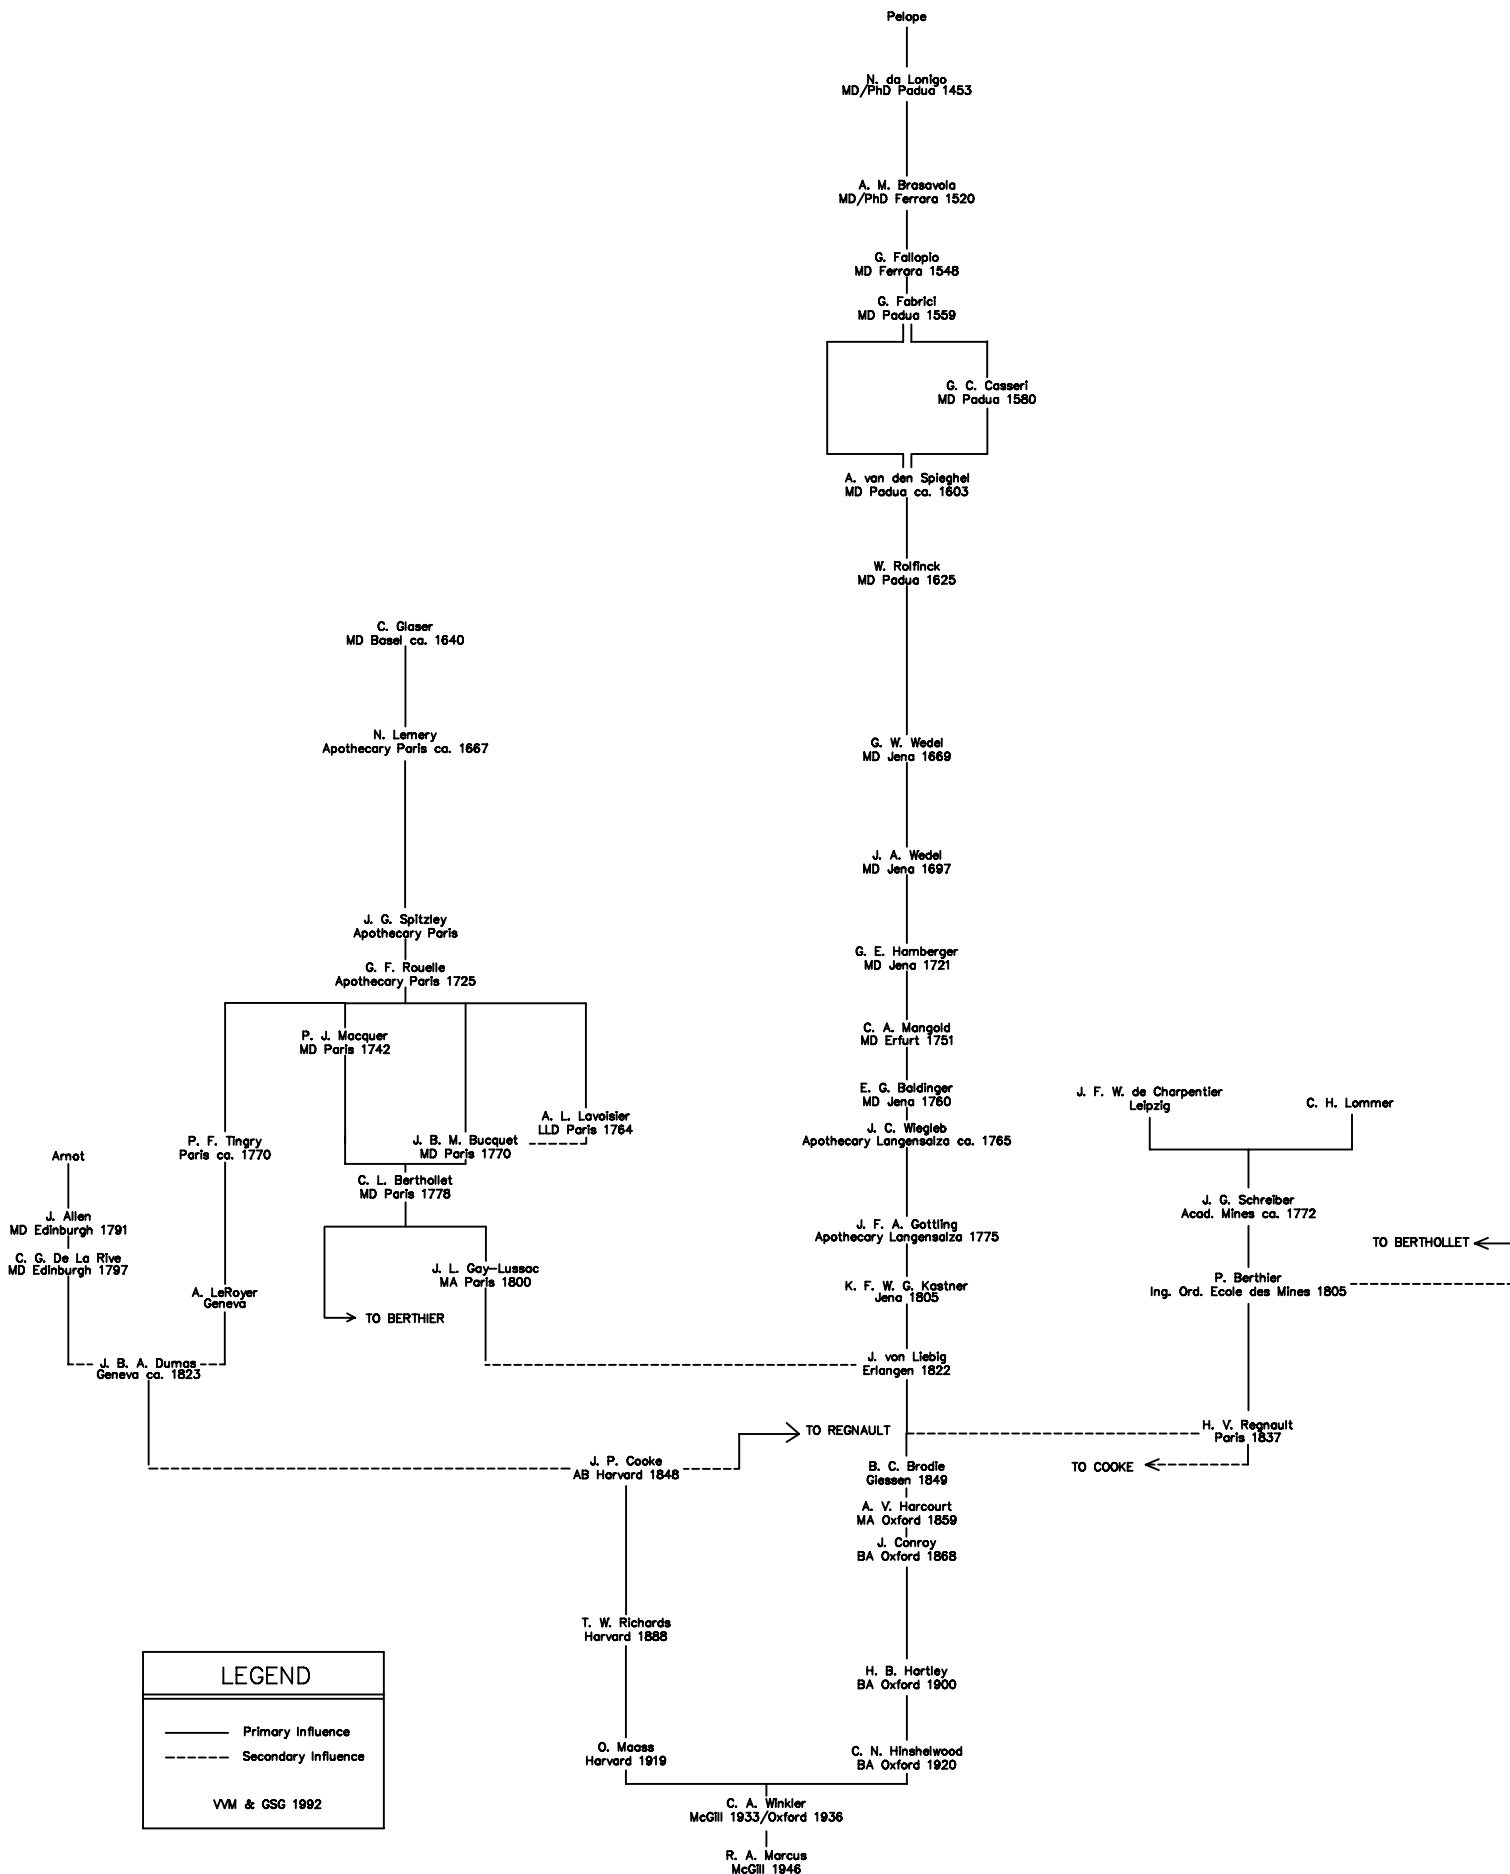 Pelope
N. da Lonigo
MD/PhD Padua 1453
A. M. Brasavola
MD/PhD Ferrara 1520
G. Fallopio
MD Ferrara 1548
G. Fabrici
MD Padua 1559
G. C. Casseri
MD Padua 1580
A. van den Spieghel
MD Padua ca. 1603
W. Rolfinck
MD Padua 1625
C. Glaser
MD Basel ca. 1640
N. Lemery
Apothecary Paris ca. 1667
G. W. Wedel
MD Jena 1669
J. A. Wedel
MD Jena 1697
J. G. Spitzley
Apothecary Paris
G. E. Hamberger
MD Jena 1721
G. F. Rouelle
Apothecary Paris 1725
P. J. Macquer
MD Paris 1742
C. A. Mangold
MD Erfurt 1751
E. G. Baldinger
MD Jena 1760
J. F. W. de Charpentier
Leipzig
C. H. Lommer
A. L. Lavoisier
LLD Paris 1764
J. C. Wiegleb
Apothecary Langensalza ca. 1765
P. F. Tingry
Paris ca. 1770
J. B. M. Bucquet
MD Paris 1770
Arnot
C. L. Berthollet
MD Paris 1778
J. G. Schreiber
Acad. Mines ca. 1772
J. Allen
MD Edinburgh 1791
J. F. A. Gottling
Apothecary Langensalza 1775
TO BERTHOLLET
C. G. De La Rive
MD Edinburgh 1797
J. L. Gay-Lussac
MA Paris 1800
P. Berthier
Ing. Ord. Ecole des Mines 1805
A. LeRoyer
Geneva
K. F. W. G. Kastner
Jena 1805
TO BERTHIER
J. B. A. Dumas
Geneva ca. 1823
J. von Liebig
Erlangen 1822
TO REGNAULT
H. V. Regnault
Paris 1837
J. P. Cooke
AB Harvard 1848
B. C. Brodie
Giessen 1849
TO COOKE
A. V. Harcourt
MA Oxford 1859
J. Conroy
BA Oxford 1868
T. W. Richards
Harvard 1888
H. B. Hartley
BA Oxford 1900
LEGEND
Primary Influence
Secondary Influence
VVM & GSG 1992
O. Maass
Harvard 1919
C. N. Hinshelwood
BA Oxford 1920
C. A. Winkler
McGill 1933/Oxford 1936
R. A. Marcus
McGill 1946